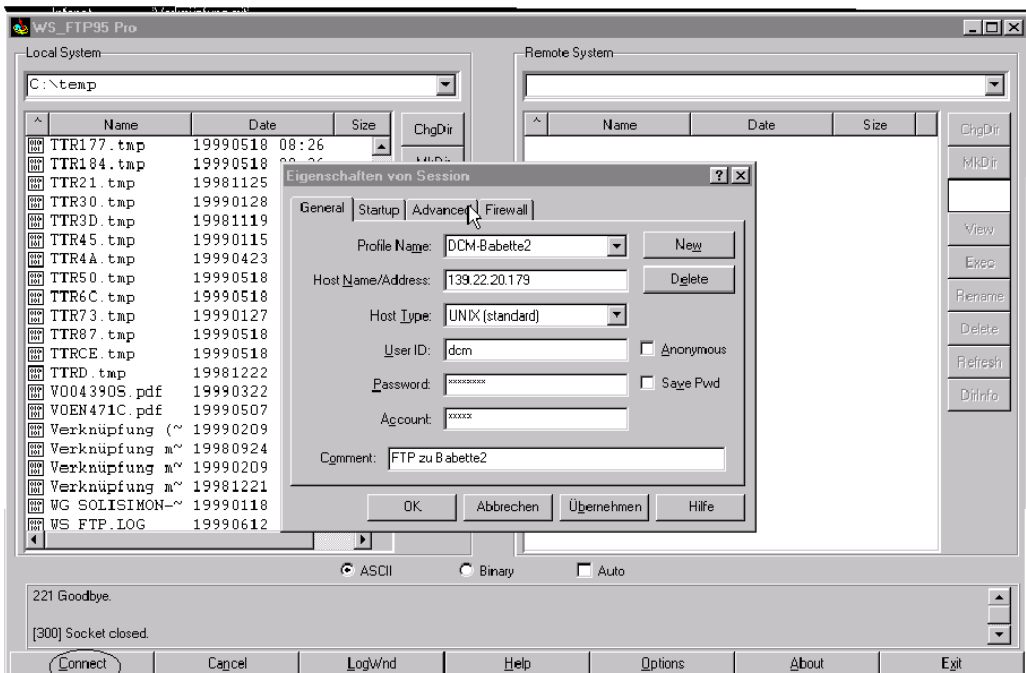 WS_FTP95 Pro
Local System
C:\temp
^ Name Date Size
TTR177.tmp 19990518 08:26
TTR184.tmp 19990518
TTR21.tmp 19981125
TTR30.tmp 19990128
TTR3D.tmp 19981119
TTR45.tmp 19990115
TTR4A.tmp 19990423
TTR50.tmp 19990518
TTR6C.tmp 19990518
TTR73.tmp 19990127
TTR87.tmp 19990518
TTRCE.tmp 19990518
TTRD.tmp 19981222
VO04390S.pdf 19990322
VOEN471C.pdf 19990507
Verknüpfung (~ 19990209
Verknüpfung m~ 19980924
Verknüpfung m~ 19990209
Verknüpfung m~ 19981221
WG SOLISIMON-~ 19990118
WS FTP.LOG 19990612
ChgDir
Remote System
^ Name Date Size
ChgDir
MkDir
View
Exec
Rename
Delete
Refresh
DirInfo
Eigenschaften von Session
General Startup Advanced Firewall
Profile Name: DCM-Babette2 New
Host Name/Address: 139.22.20.179 Delete
Host Type: UNIX (standard)
User ID: dcm Anonymous
Password: ******** Save Pwd
Account: *****
Comment: FTP zu Babette2
OK Abbrechen Übernehmen Hilfe
ASCII Binary Auto
221 Goodbye.
[300] Socket closed.
Connect Cancel LogWnd Help Options About Exit